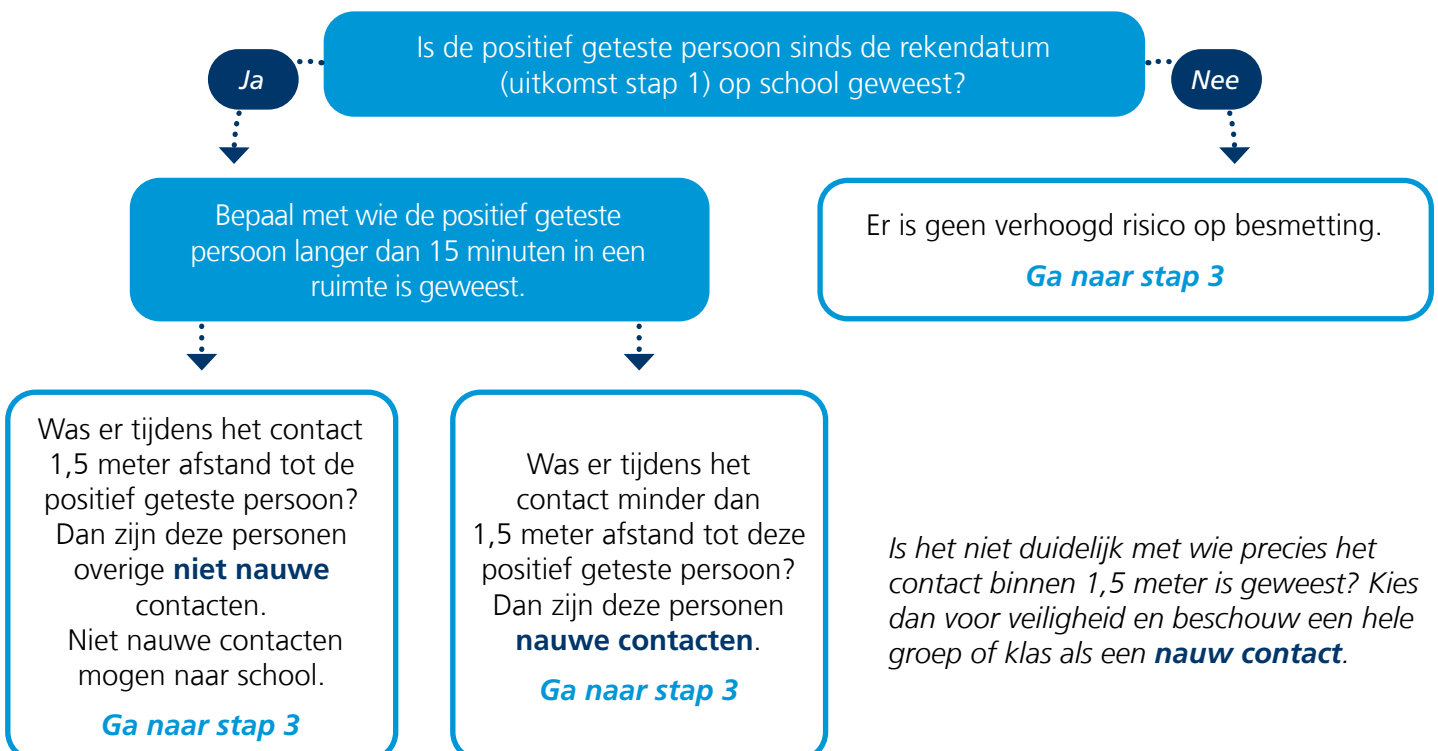 Is de positief geteste persoon sinds de rekendatum
(uitkomst stap 1) op school geweest?
Ja
Nee
Bepaal met wie de positief geteste
persoon langer dan 15 minuten in een
ruimte is geweest.
Er is geen verhoogd risico op besmetting.
Ga naar stap 3
Was er tijdens het contact
1,5 meter afstand tot de
positief geteste persoon?
Dan zijn deze personen
overige niet nauwe
contacten.
Niet nauwe contacten
mogen naar school.
Ga naar stap 3
Was er tijdens het
contact minder dan
1,5 meter afstand tot deze
positief geteste persoon?
Dan zijn deze personen
nauwe contacten.
Ga naar stap 3
Is het niet duidelijk met wie precies het
contact binnen 1,5 meter is geweest? Kies
dan voor veiligheid en beschouw een hele
groep of klas als een nauw contact.